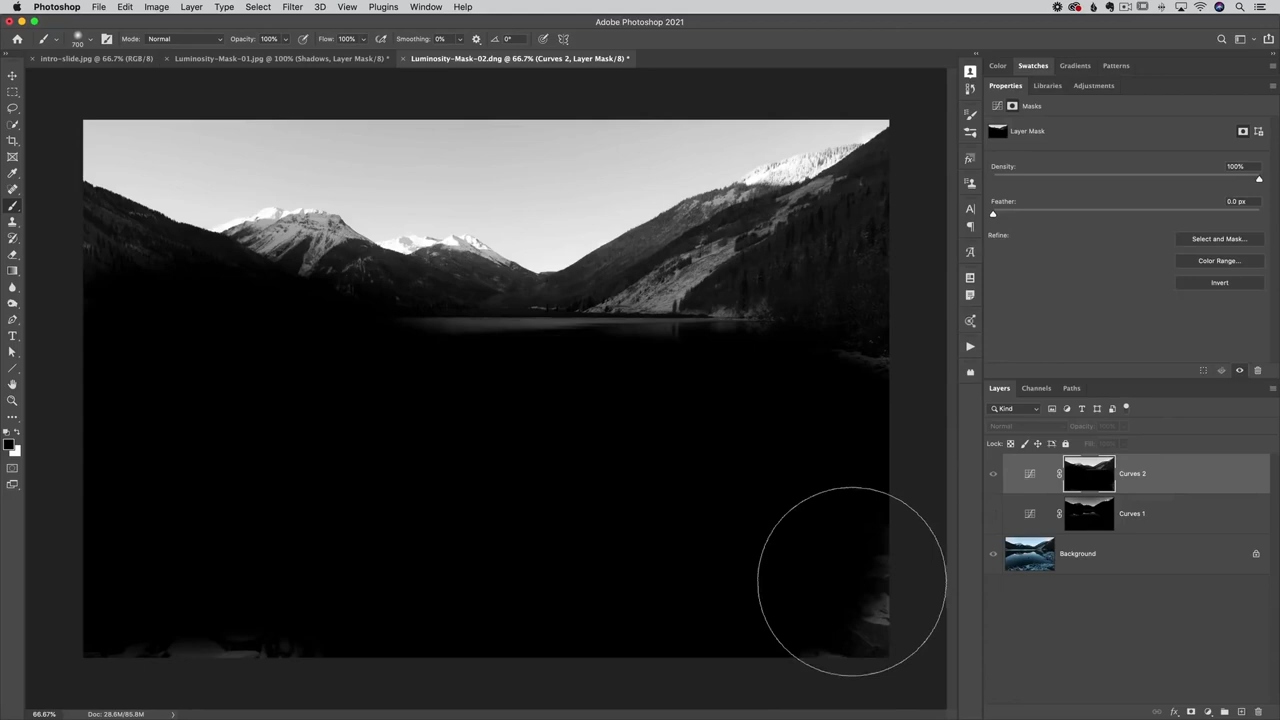 Photoshop File Edit Image Layer Type Select Filter 3D View Plugins Window Help
Adobe Photoshop 2021
700 Mode: Normal Opacity: 100% Flow: 100% Smoothing: 0% 0°
intro-slide.jpg @ 66.7% (RGB/8) Luminosity-Mask-01.jpg @ 100% (Shadows, Layer Mask/8) * Luminosity-Mask-02.dng @ 66.7% (Curves 2, Layer Mask/8) *
Color Swatches Gradients Patterns
Properties Libraries Adjustments
Masks
Layer Mask
Density: 100%
Feather: 0.0 px
Refine:
Select and Mask...
Color Range...
Invert
Layers Channels Paths
Kind
Normal Opacity: 100%
Lock: Fill: 100%
Curves 2
Curves 1
Background
66.67% Doc: 28.6M/85.8M